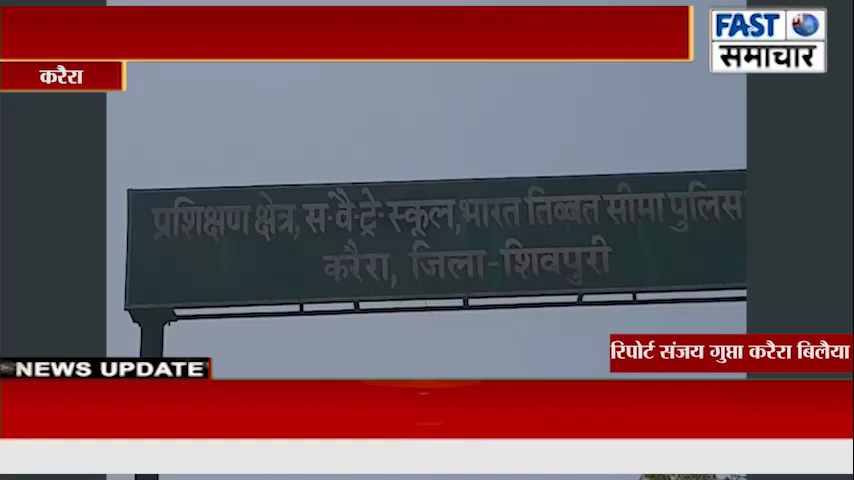 FAST
समाचार
करैरा
प्रशिक्षण क्षेत्र, स-वै-ट्रे-स्कूल,भारत तिब्बत सीमा पुलिस
करैरा, जिला-शिवपुरी
रिपोर्ट संजय गुप्ता करैरा बिलैया
NEWS UPDATE